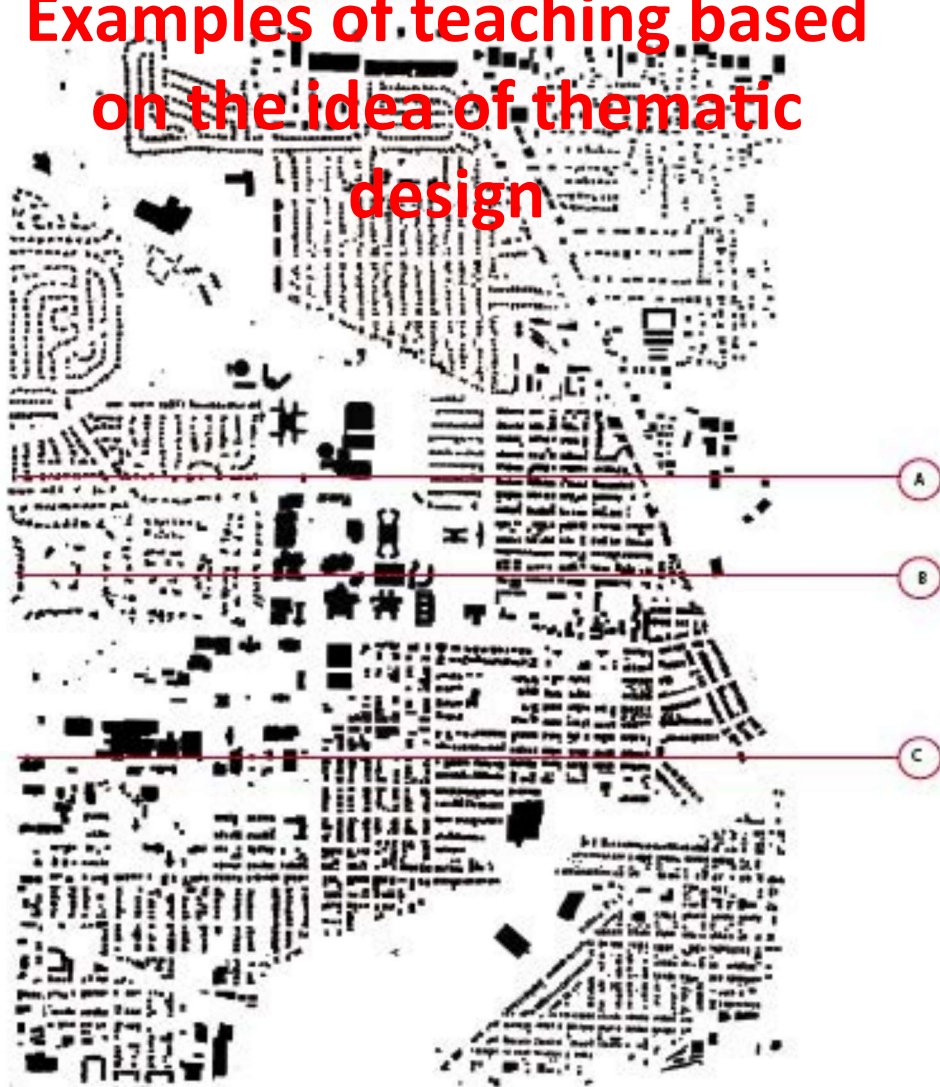 Examples of teaching based
on the idea of thematic
design
A
B
C